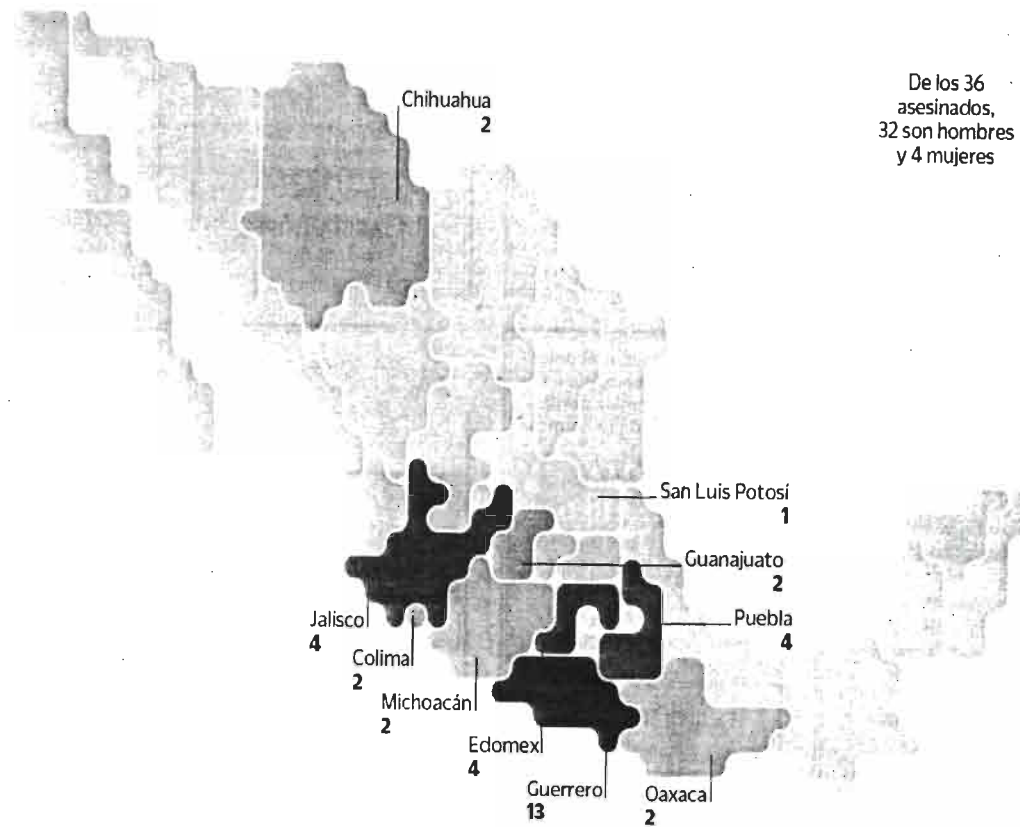 Chihuahua
2
De los 36
asesinados,
32 son hombres
y 4 mujeres
San Luis Potosí
1
Guanajuato
2
Puebla
4
Jalisco
4
Colima
2
Michoacán
2
Edomex
4
Guerrero
13
Oaxaca
2